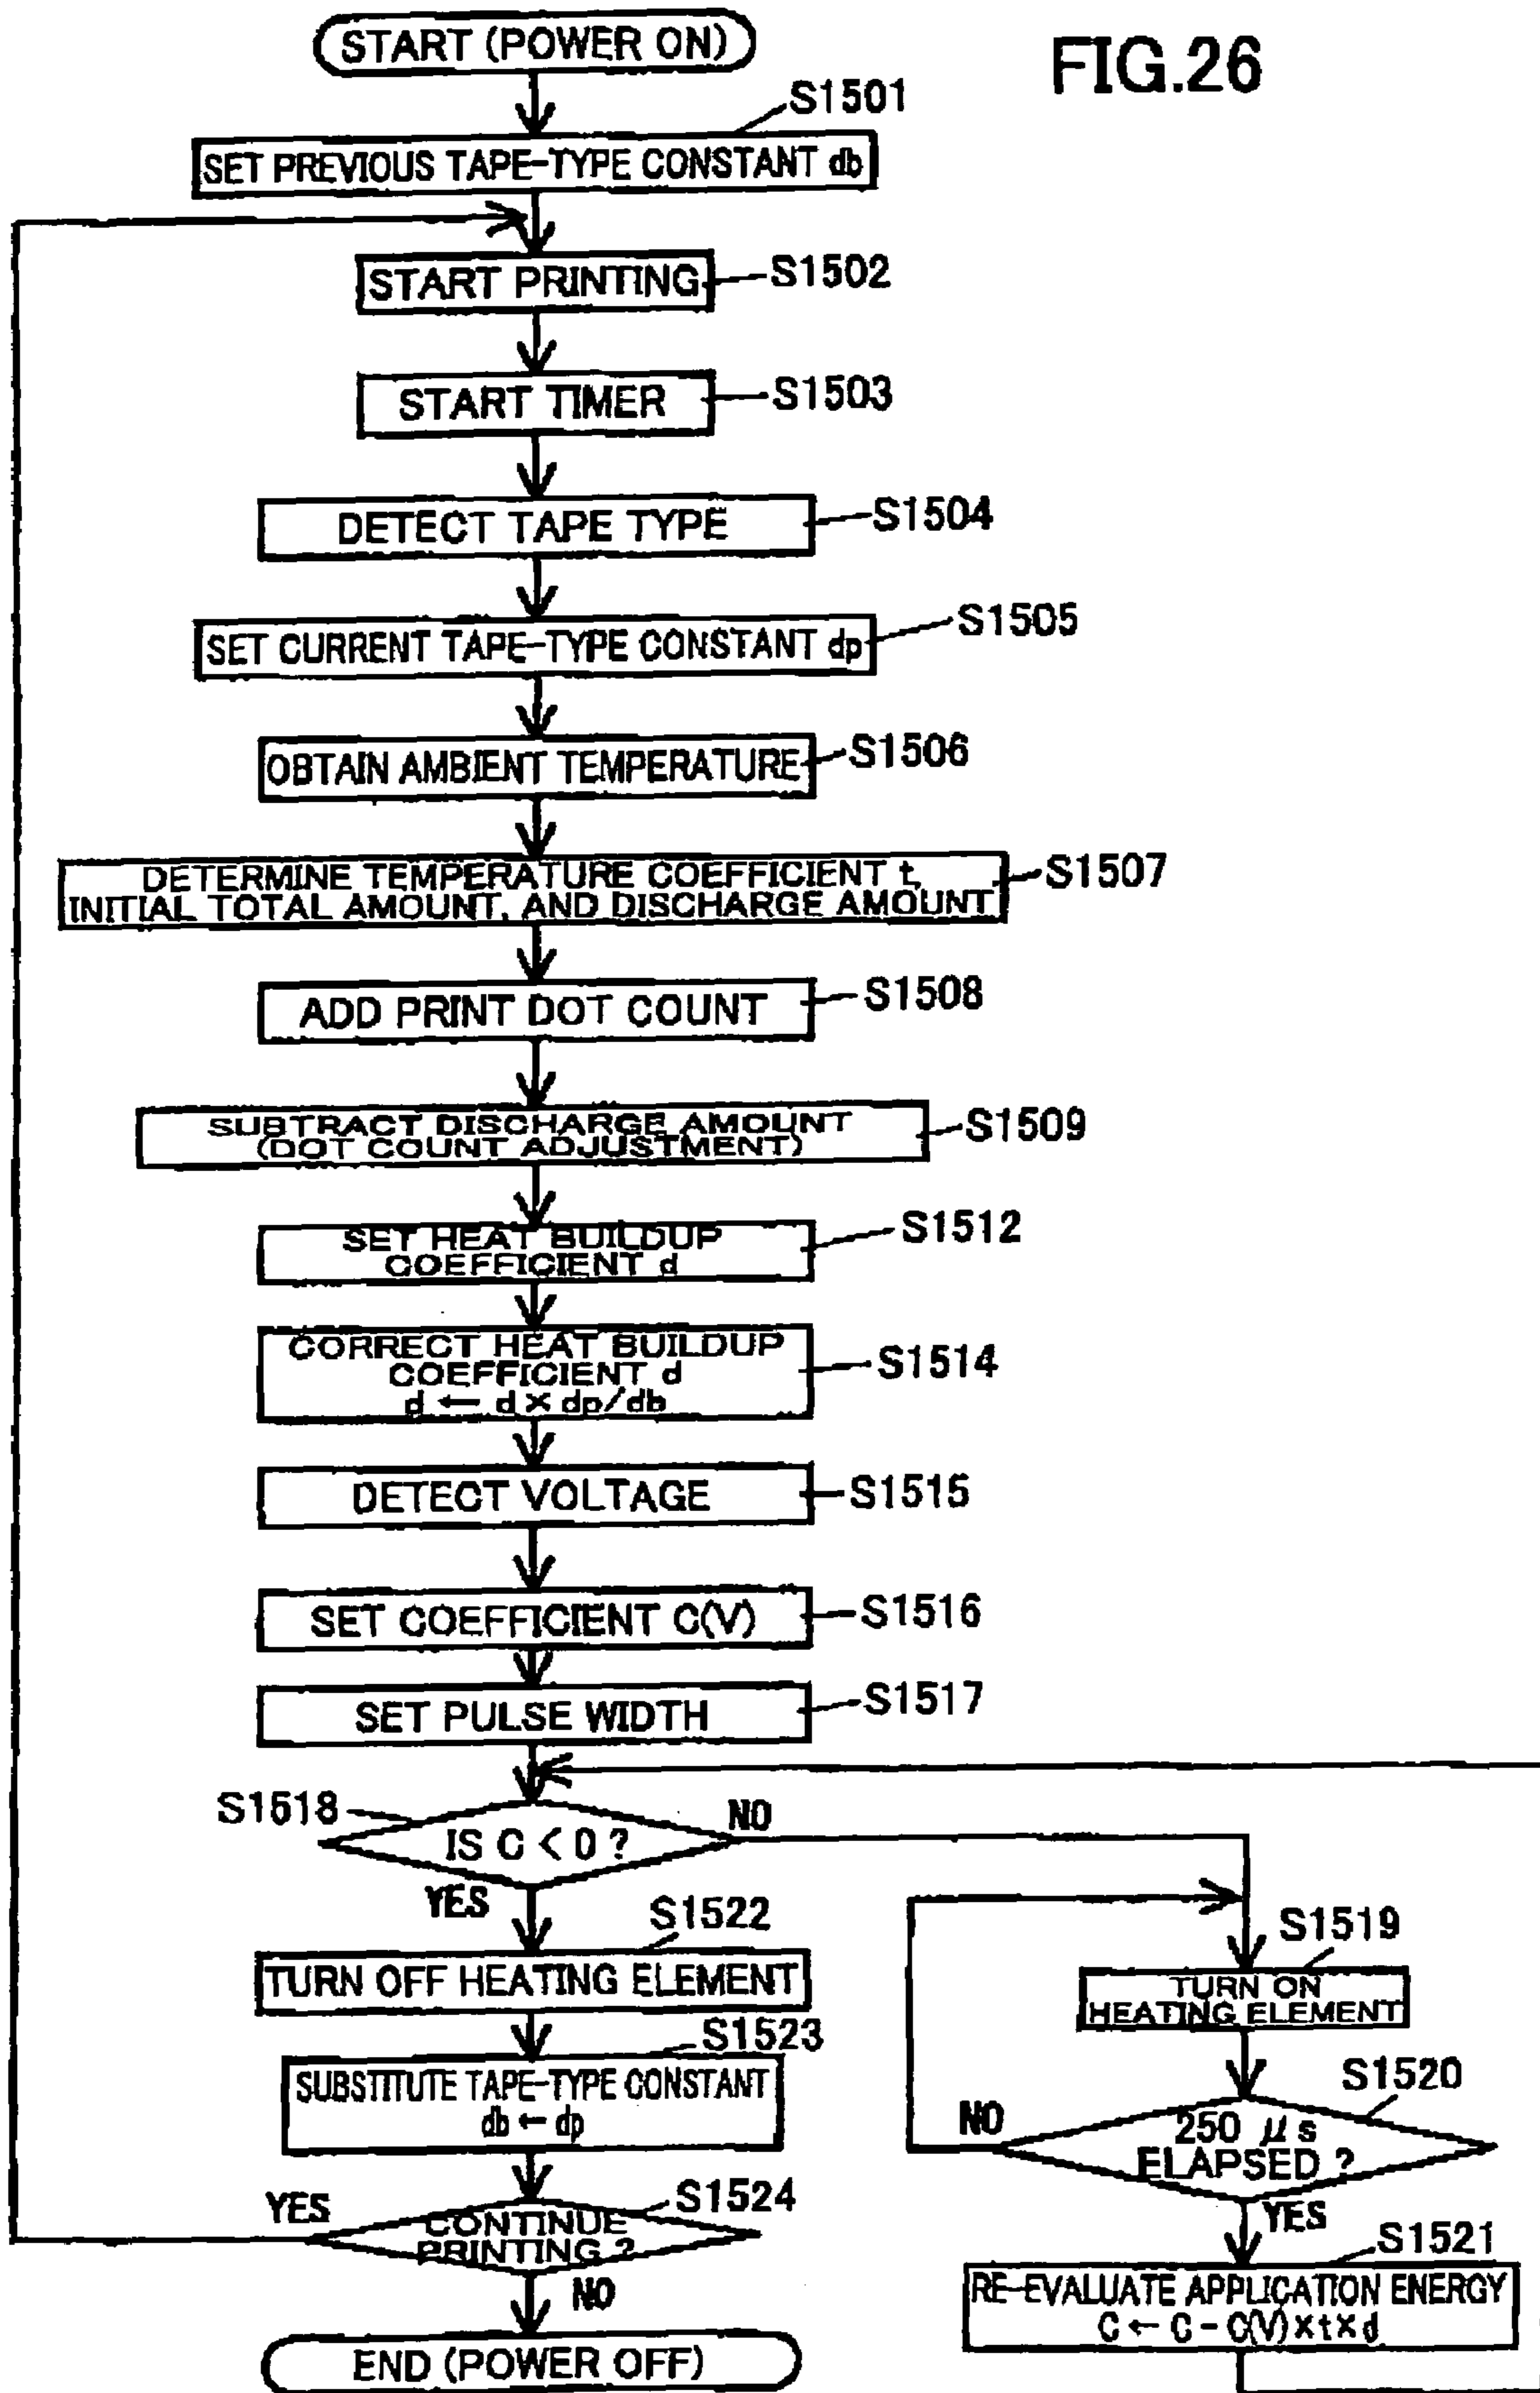 START (POWER ON)
FIG.26
S1501
SET PREVIOUS TAPE-TYPE CONSTANT db
START PRINTING
S1502
START TIMER
S1503
DETECT TAPE TYPE
S1504
SET CURRENT TAPE-TYPE CONSTANT dp
S1505
OBTAIN AMBIENT TEMPERATURE
S1506
DETERMINE TEMPERATURE COEFFICIENT t,
INITIAL TOTAL AMOUNT, AND DISCHARGE AMOUNT
S1507
ADD PRINT DOT COUNT
S1508
SUBTRACT DISCHARGE AMOUNT
(DOT COUNT ADJUSTMENT)
S1509
SET HEAT BUILDUP
COEFFICIENT d
S1512
CORRECT HEAT BUILDUP
COEFFICIENT d
d ← d × dp/db
S1514
DETECT VOLTAGE
S1515
SET COEFFICIENT C(V)
S1516
SET PULSE WIDTH
S1517
S1518
IS C < 0 ?
NO
YES
S1522
TURN OFF HEATING ELEMENT
S1523
SUBSTITUTE TAPE-TYPE CONSTANT
db ← dp
S1524
CONTINUE
PRINTING ?
YES
NO
END (POWER OFF)
S1519
TURN ON
HEATING ELEMENT
S1520
250 μs
ELAPSED ?
NO
YES
S1521
RE-EVALUATE APPLICATION ENERGY
C ← C - C(V)×t×d